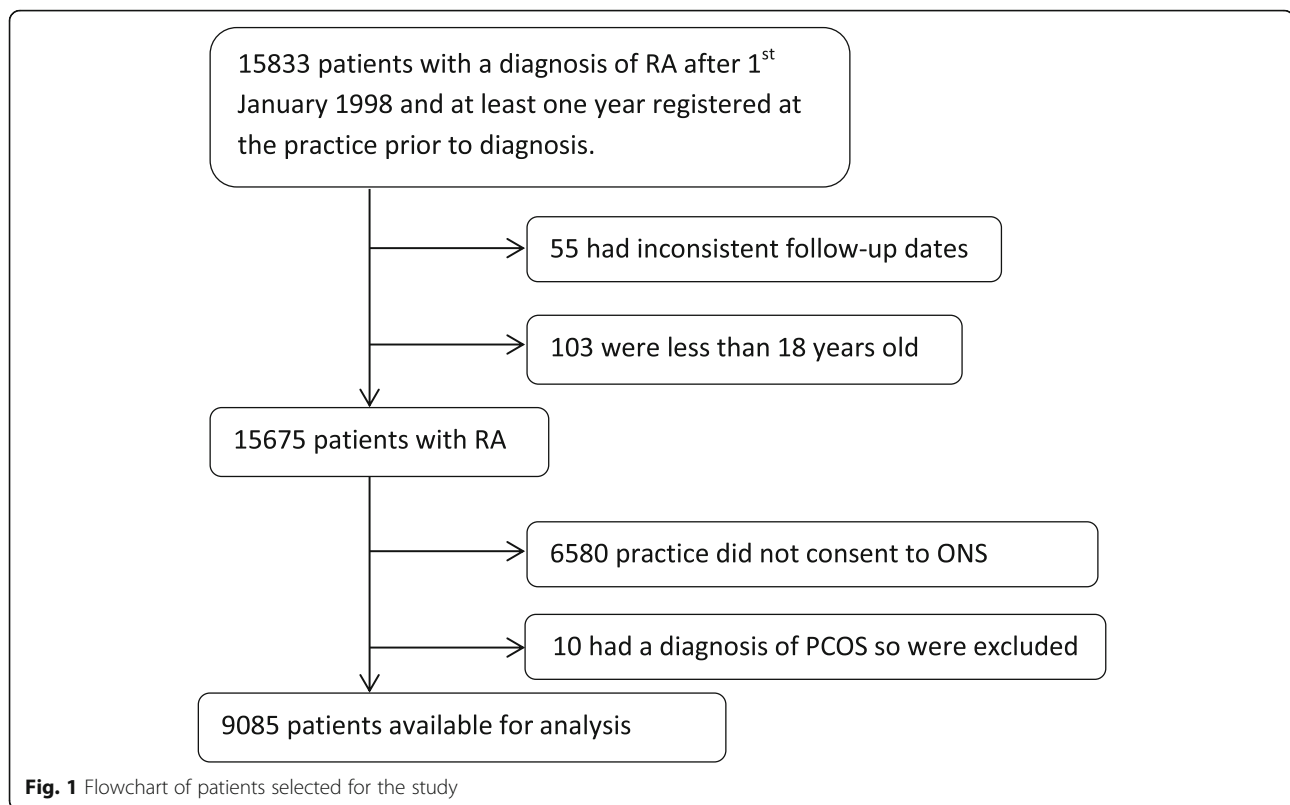 15833 patients with a diagnosis of RA after 1st
January 1998 and at least one year registered at
the practice prior to diagnosis.
55 had inconsistent follow-up dates
103 were less than 18 years old
15675 patients with RA
6580 practice did not consent to ONS
10 had a diagnosis of PCOS so were excluded
9085 patients available for analysis
Fig. 1 Flowchart of patients selected for the study